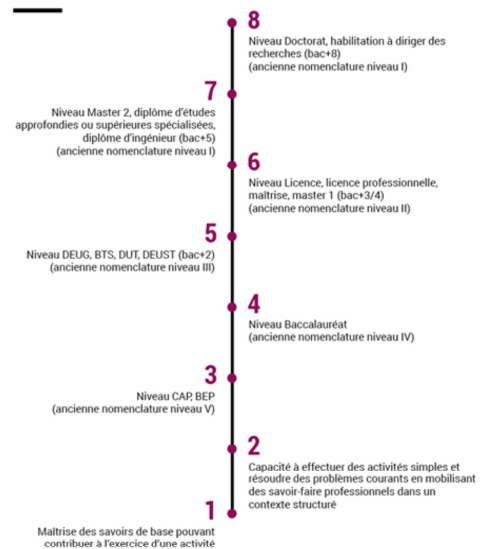 8
Niveau Doctorat, habilitation à diriger des
recherches (bac+8)
(ancienne nomenclature niveau I)
7
Niveau Master 2, diplôme d'études
approfondies ou supérieures spécialisées,
diplôme d'ingénieur (bac+5)
(ancienne nomenclature niveau I)
6
Niveau Licence, licence professionnelle,
maîtrise, master 1 (bac+3/4)
(ancienne nomenclature niveau II)
5
Niveau DEUG, BTS, DUT, DEUST (bac+2)
(ancienne nomenclature niveau III)
4
Niveau Baccalauréat
(ancienne nomenclature niveau IV)
3
Niveau CAP, BEP
(ancienne nomenclature niveau V)
2
Capacité à effectuer des activités simples et
résoudre des problèmes courants en mobilisant
des savoir-faire professionnels dans un
contexte structuré
1
Maîtrise des savoirs de base pouvant
contribuer à l'exercice d'une activité